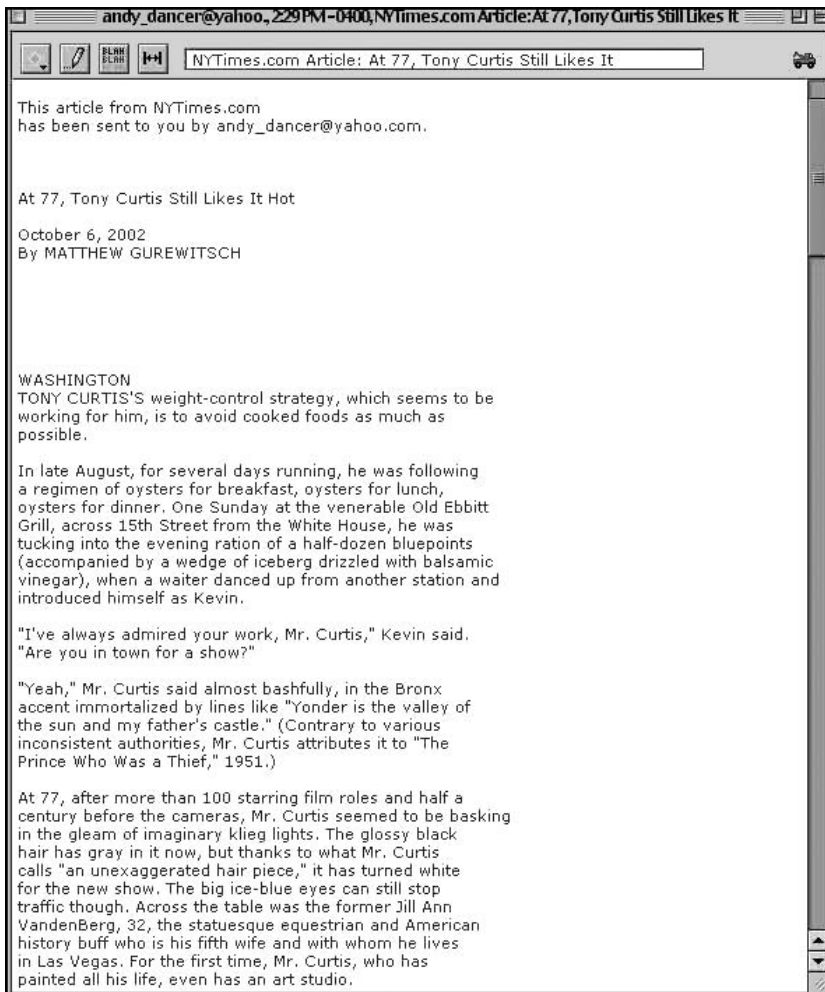 andy_dancer@yahoo., 2:29 PM -0400, NYTimes.com Article: At 77, Tony Curtis Still Likes It
BLAH
BLAH
NYTimes.com Article: At 77, Tony Curtis Still Likes It
This article from NYTimes.com
has been sent to you by andy_dancer@yahoo.com.
At 77, Tony Curtis Still Likes It Hot
October 6, 2002
By MATTHEW GUREWITSCH
WASHINGTON
TONY CURTIS'S weight-control strategy, which seems to be
working for him, is to avoid cooked foods as much as
possible.
In late August, for several days running, he was following
a regimen of oysters for breakfast, oysters for lunch,
oysters for dinner. One Sunday at the venerable Old Ebbitt
Grill, across 15th Street from the White House, he was
tucking into the evening ration of a half-dozen bluepoints
(accompanied by a wedge of iceberg drizzled with balsamic
vinegar), when a waiter danced up from another station and
introduced himself as Kevin.
"I've always admired your work, Mr. Curtis," Kevin said.
"Are you in town for a show?"
"Yeah," Mr. Curtis said almost bashfully, in the Bronx
accent immortalized by lines like "Yonder is the valley of
the sun and my father's castle." (Contrary to various
inconsistent authorities, Mr. Curtis attributes it to "The
Prince Who Was a Thief," 1951.)
At 77, after more than 100 starring film roles and half a
century before the cameras, Mr. Curtis seemed to be basking
in the gleam of imaginary klieg lights. The glossy black
hair has gray in it now, but thanks to what Mr. Curtis
calls "an unexaggerated hair piece," it has turned white
for the new show. The big ice-blue eyes can still stop
traffic though. Across the table was the former Jill Ann
VandenBerg, 32, the statuesque equestrian and American
history buff who is his fifth wife and with whom he lives
in Las Vegas. For the first time, Mr. Curtis, who has
painted all his life, even has an art studio.